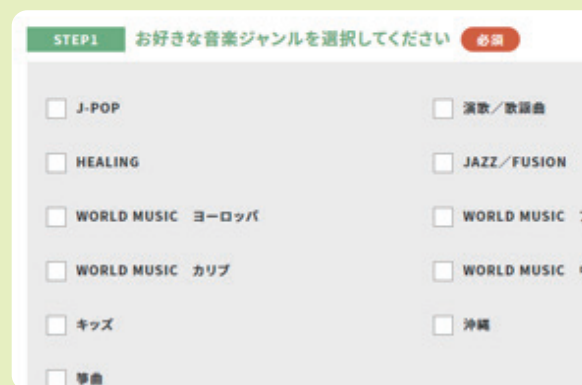 STEP1 お好きな音楽ジャンルを選択してください 必須
J-POP 演歌／歌謡曲
HEALING JAZZ／FUSION
WORLD MUSIC ヨーロッパ WORLD MUSIC
WORLD MUSIC カリブ WORLD MUSIC
キッズ 沖縄
箏曲